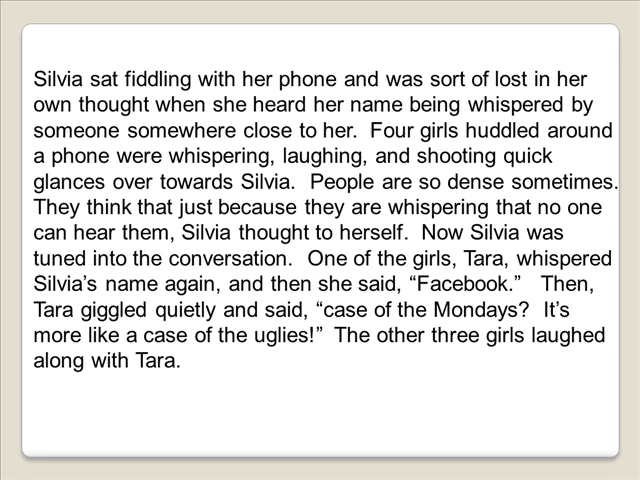 Silvia sat fiddling with her phone and was sort of lost in her
own thought when she heard her name being whispered by
someone somewhere close to her.  Four girls huddled around
a phone were whispering, laughing, and shooting quick
glances over towards Silvia.  People are so dense sometimes.
They think that just because they are whispering that no one
can hear them, Silvia thought to herself.  Now Silvia was
tuned into the conversation.  One of the girls, Tara, whispered
Silvia’s name again, and then she said, “Facebook.”   Then,
Tara giggled quietly and said, “case of the Mondays?  It’s
more like a case of the uglies!”  The other three girls laughed
along with Tara.